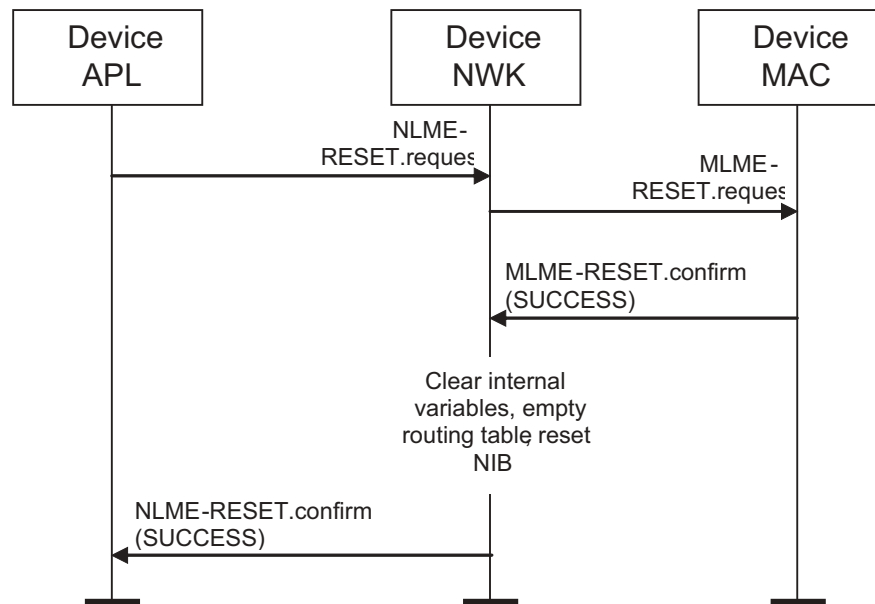 Device
APL
Device
NWK
Device
MAC
NLME-
RESET.reques
MLME-
RESET.reques
MLME-RESET.confirm
(SUCCESS)
Clear internal
variables, empty
routing table, reset
NIB
NLME-RESET.confirm
(SUCCESS)